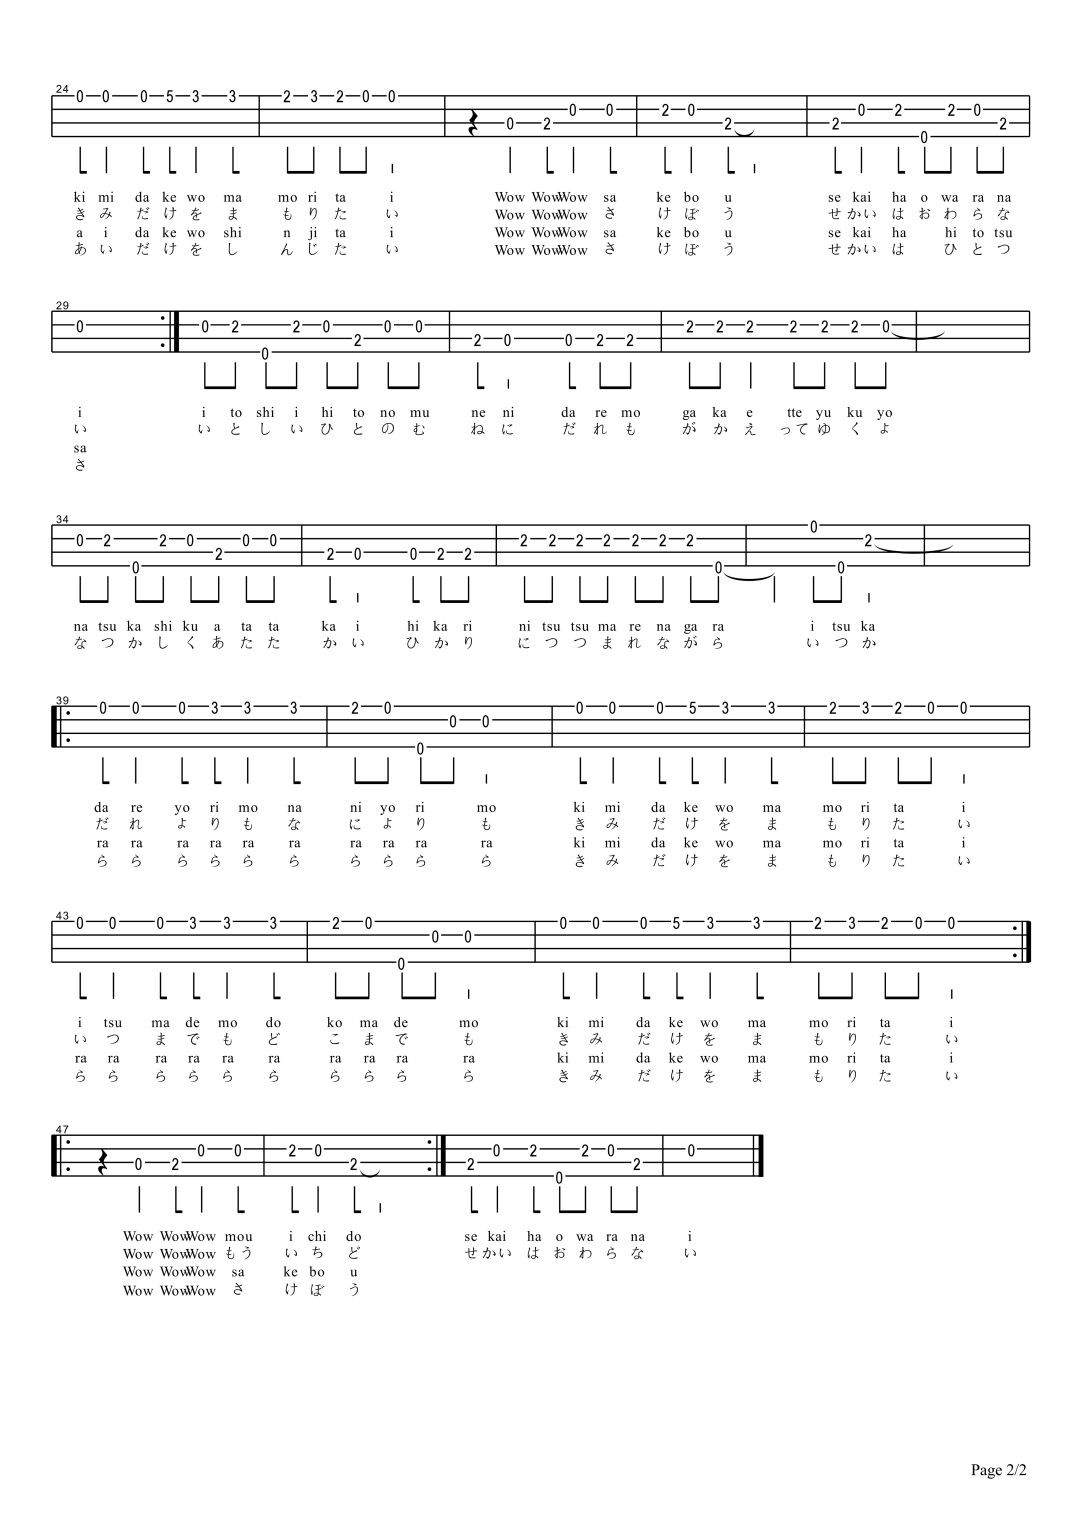 24
0 0 0 5 3 3 2 3 2 0 0 0 2 0 0 2 0 2 2 0 2 0 2 0 2
ki mi da ke wo ma mo ri ta i Wow Wow Wow sa ke bo u se kai ha o wa ra na
き み だ け を ま も り た い Wow Wow Wow さ け ぼ う せ かい は お わ ら な
a i da ke wo shi n ji ta i Wow Wow Wow sa ke bo u se kai ha hi to tsu
あ い だ け を し ん じ た い Wow Wow Wow さ け ぼ う せ かい は ひ と つ
29
0 0 2 0 2 0 2 0 0 2 0 0 2 2 2 2 2 2 2 2 0
i i to shi i hi to no mu ne ni da re mo ga ka e tte yu ku yo
い い と し い ひ と の む ね に だ れ も が か え って ゆ く よ
sa
さ
34
0 2 0 2 0 2 0 0 2 0 0 2 2 2 2 2 2 2 2 2 0 0 0 2
na tsu ka shi ku a ta ta ka i hi ka ri ni tsu tsu ma re na ga ra i tsu ka
な つ か し く あ た た か い ひ か り に つ つ ま れ な が ら い つ か
39
0 0 0 3 3 3 2 0 0 0 0 0 0 0 5 3 3 2 3 2 0 0
da re yo ri mo na ni yo ri mo ki mi da ke wo ma mo ri ta i
だ れ よ り も な に よ り も き み だ け を ま も り た い
ra ra ra ra ra ra ra ra ra ra ki mi da ke wo ma mo ri ta i
ら ら ら ら ら ら ら ら ら ら き み だ け を ま も り た い
43
0 0 0 3 3 3 2 0 0 0 0 0 0 0 5 3 3 2 3 2 0 0
i tsu ma de mo do ko ma de mo ki mi da ke wo ma mo ri ta i
い つ ま で も ど こ ま で も き み だ け を ま も り た い
ra ra ra ra ra ra ra ra ra ra ki mi da ke wo ma mo ri ta i
ら ら ら ら ら ら ら ら ら ら き み だ け を ま も り た い
47
0 2 0 0 2 0 2 2 0 2 0 2 0 2 0
Wow Wow Wow mou i chi do se kai ha o wa ra na i
Wow Wow Wow もう い ち ど せ かい は お わ ら な い
Wow Wow Wow sa ke bo u
Wow Wow Wow さ け ぼ う
Page 2/2